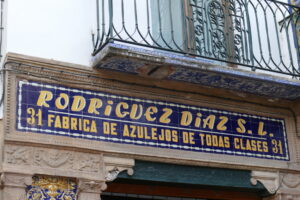 RODRIGUEZ DIAZ S.L.
31 FABRICA DE AZULEJOS DE TODAS CLASES 31